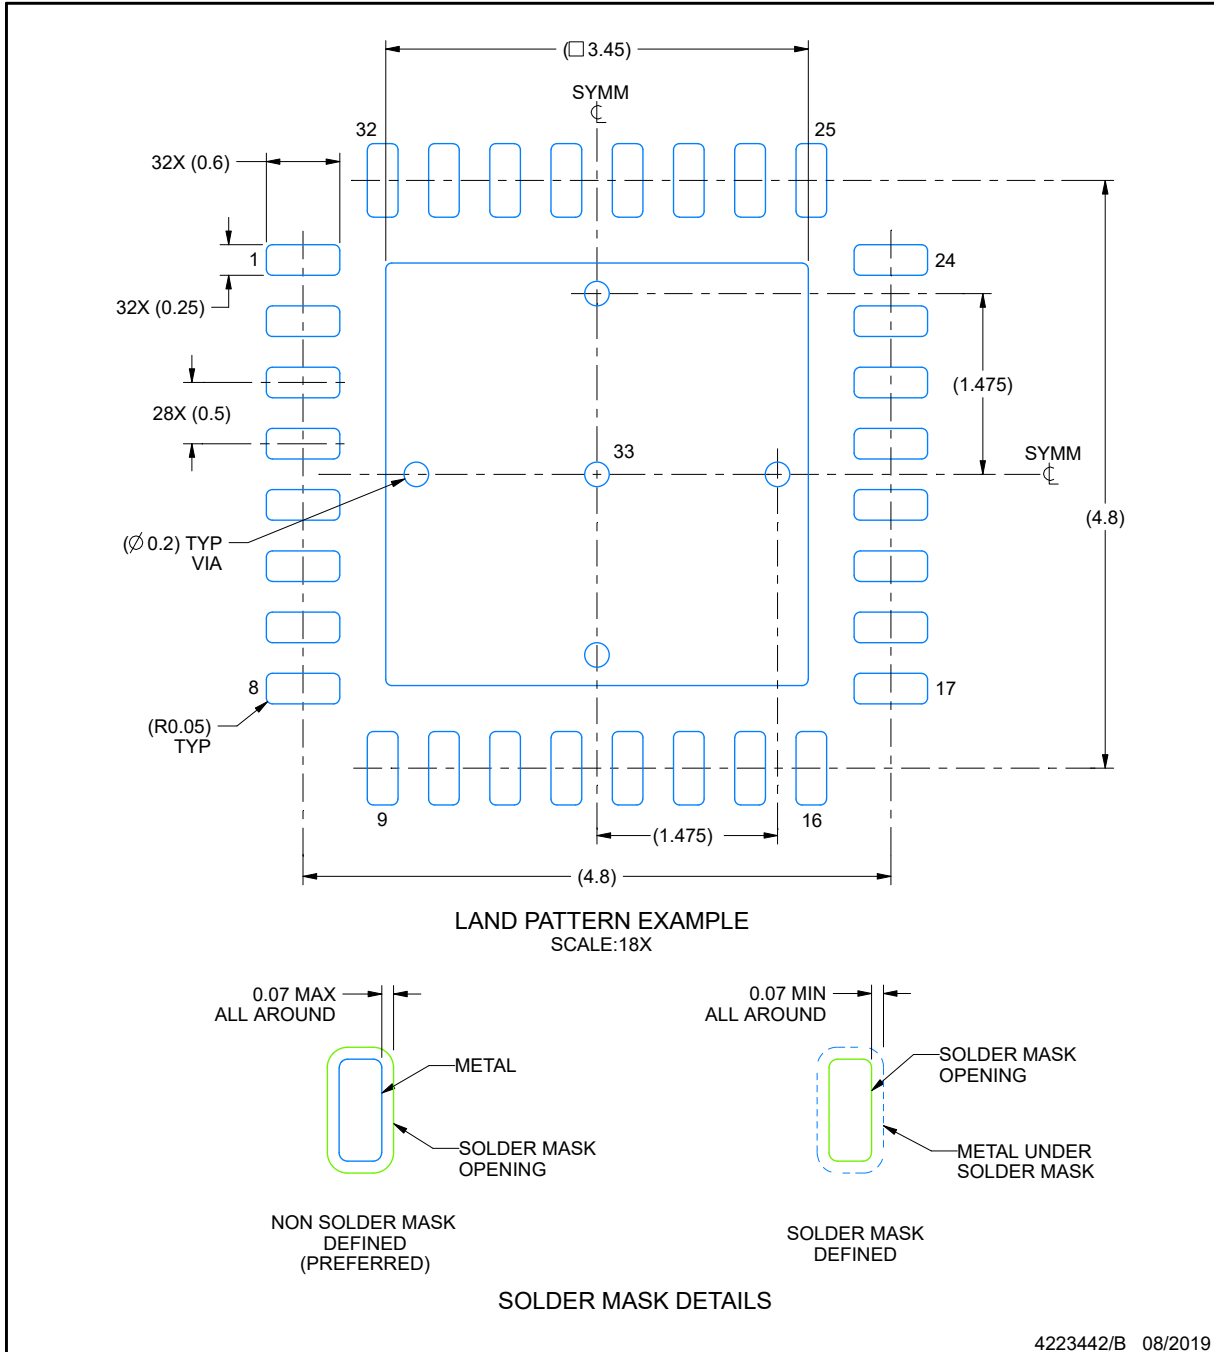 (□ 3.45)
SYMM
℄
32
25
32X (0.6)
1
24
32X (0.25)
(1.475)
28X (0.5)
33
SYMM
℄
(4.8)
(Ø 0.2) TYP
VIA
8
17
(R0.05)
TYP
9
16
(1.475)
(4.8)
LAND PATTERN EXAMPLE
SCALE:18X
0.07 MAX
ALL AROUND
METAL
SOLDER MASK
OPENING
NON SOLDER MASK
DEFINED
(PREFERRED)
0.07 MIN
ALL AROUND
SOLDER MASK
OPENING
METAL UNDER
SOLDER MASK
SOLDER MASK
DEFINED
SOLDER MASK DETAILS
4223442/B 08/2019